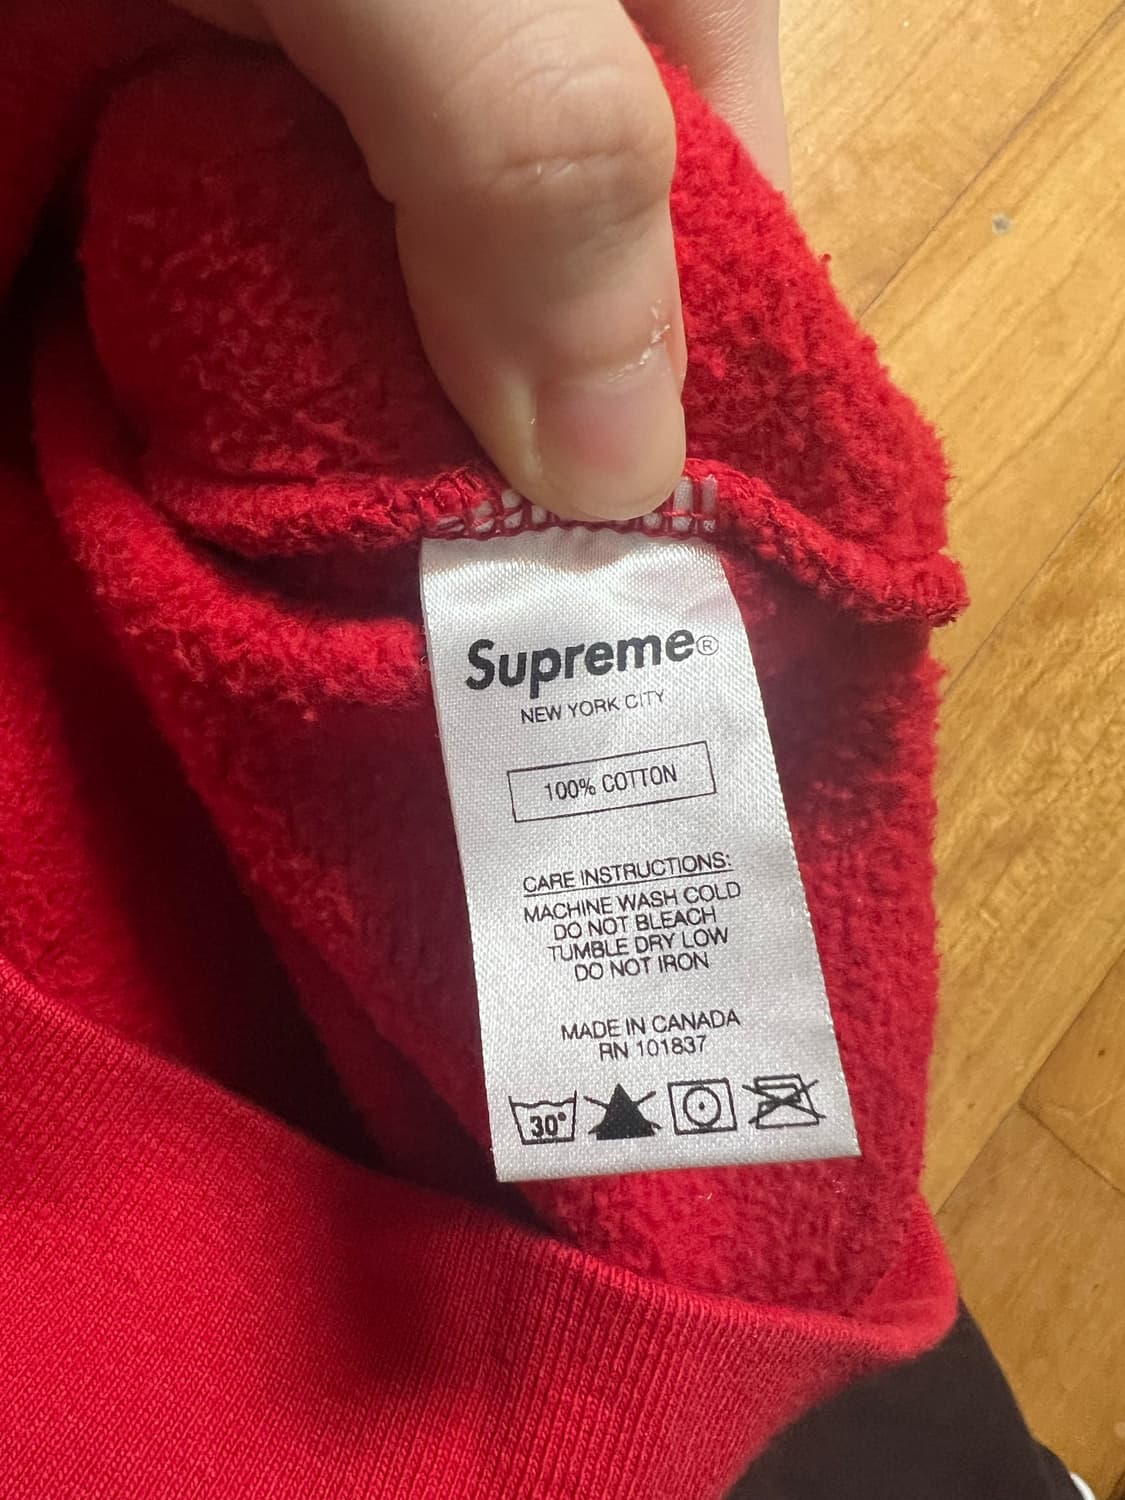 Supreme®
NEW YORK CITY
100% COTTON
CARE INSTRUCTIONS:
MACHINE WASH COLD
DO NOT BLEACH
TUMBLE DRY LOW
DO NOT IRON
MADE IN CANADA
RN 101837
30°